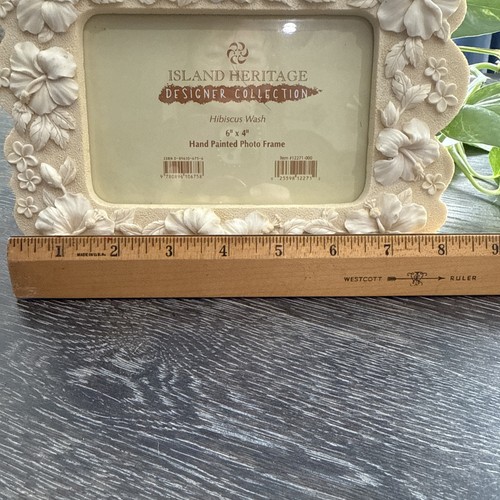 ISLAND HERITAGE
DESIGNER COLLECTION
Hibiscus Wash
6" x 4"
Hand Painted Photo Frame
1 2 3 4 5 6 7 8 9
WESTCOTT RULER